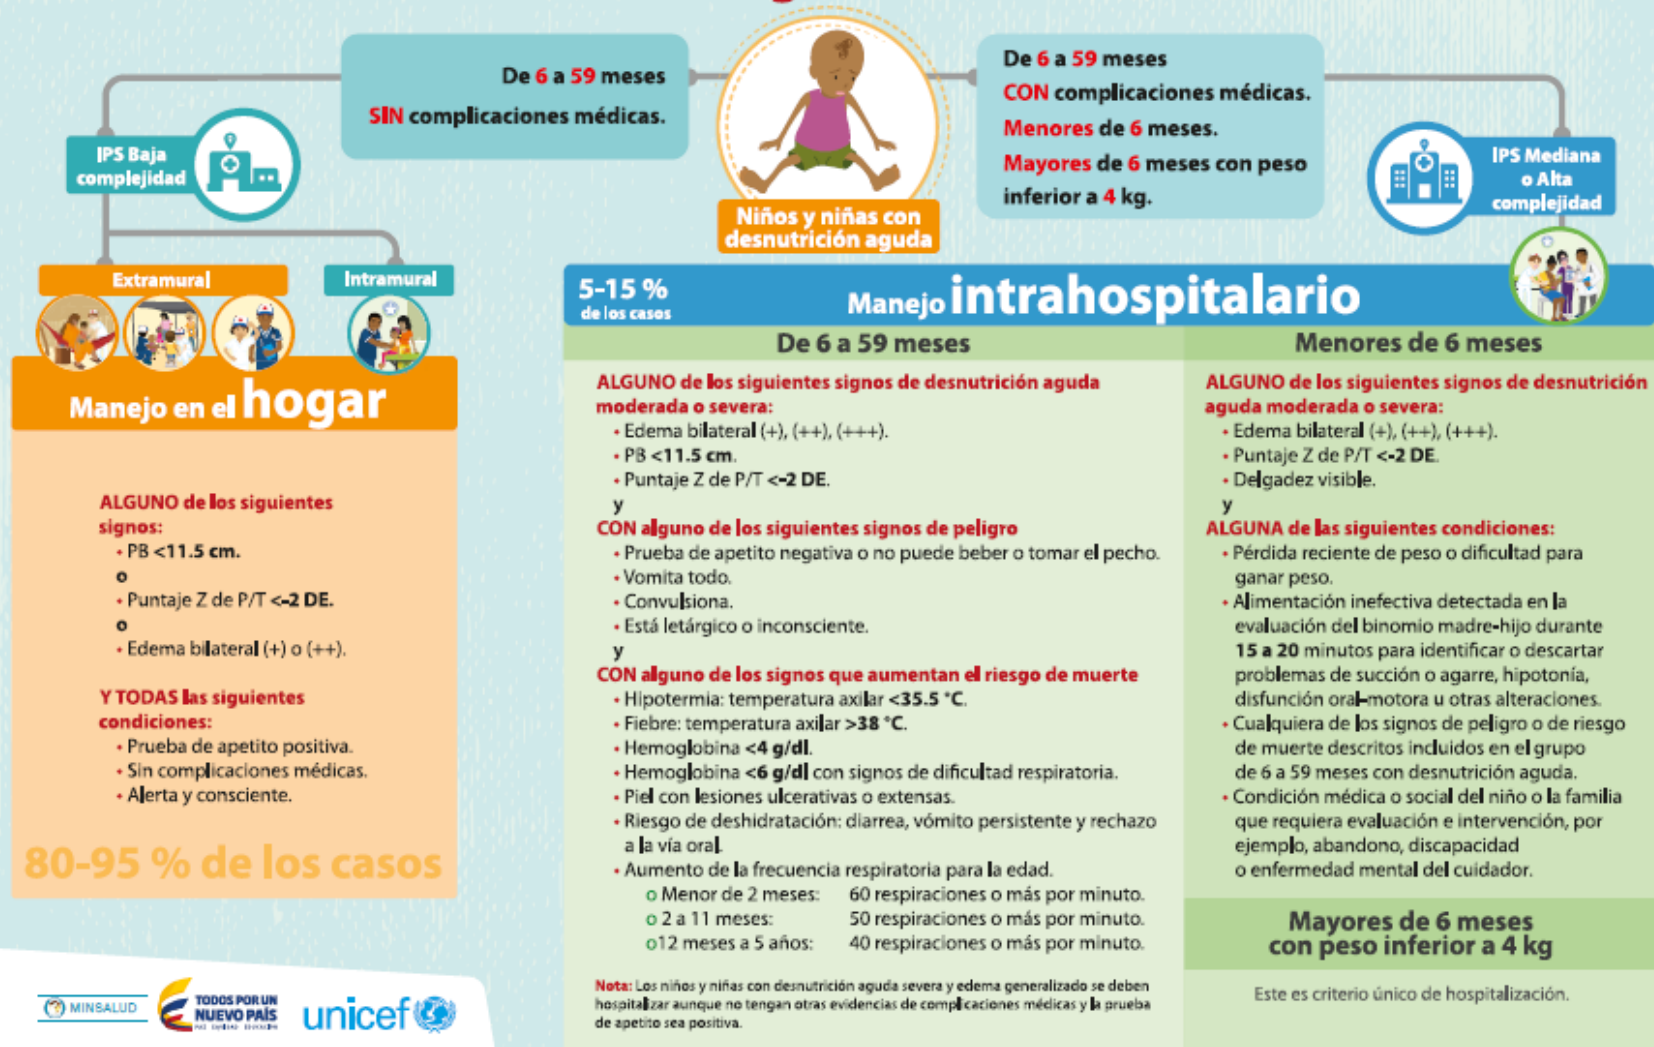 De 6 a 59 meses
SIN complicaciones médicas.
De 6 a 59 meses
CON complicaciones médicas.
Menores de 6 meses.
Mayores de 6 meses con peso
inferior a 4 kg.
Niños y niñas con
desnutrición aguda
IPS Baja
complejidad
IPS Mediana
o Alta
complejidad
Extramural
Intramural
Manejo en el hogar
ALGUNO de los siguientes
signos:
• PB <11.5 cm.
o
• Puntaje Z de P/T <-2 DE.
o
• Edema bilateral (+) o (++).
Y TODAS las siguientes
condiciones:
• Prueba de apetito positiva.
• Sin complicaciones médicas.
• Alerta y consciente.
80-95 % de los casos
5-15 %
de los casos
Manejo intrahospitalario
De 6 a 59 meses
ALGUNO de los siguientes signos de desnutrición aguda
moderada o severa:
• Edema bilateral (+), (++), (+++).
• PB <11.5 cm.
• Puntaje Z de P/T <-2 DE.
y
CON alguno de los siguientes signos de peligro
• Prueba de apetito negativa o no puede beber o tomar el pecho.
• Vomita todo.
• Convulsiona.
• Está letárgico o inconsciente.
y
CON alguno de los signos que aumentan el riesgo de muerte
• Hipotermia: temperatura axilar <35.5 °C.
• Fiebre: temperatura axilar >38 °C.
• Hemoglobina <4 g/dl.
• Hemoglobina <6 g/dl con signos de dificultad respiratoria.
• Piel con lesiones ulcerativas o extensas.
• Riesgo de deshidratación: diarrea, vómito persistente y rechazo
a la vía oral.
• Aumento de la frecuencia respiratoria para la edad.
o Menor de 2 meses: 60 respiraciones o más por minuto.
o 2 a 11 meses: 50 respiraciones o más por minuto.
o12 meses a 5 años: 40 respiraciones o más por minuto.
Nota: Los niños y niñas con desnutrición aguda severa y edema generalizado se deben
hospitalizar aunque no tengan otras evidencias de complicaciones médicas y la prueba
de apetito sea positiva.
Menores de 6 meses
ALGUNO de los siguientes signos de desnutrición
aguda moderada o severa:
• Edema bilateral (+), (++), (+++).
• Puntaje Z de P/T <-2 DE.
• Delgadez visible.
y
ALGUNA de las siguientes condiciones:
• Pérdida reciente de peso o dificultad para
ganar peso.
• Alimentación inefectiva detectada en la
evaluación del binomio madre-hijo durante
15 a 20 minutos para identificar o descartar
problemas de succión o agarre, hipotonía,
disfunción oral-motora u otras alteraciones.
• Cualquiera de los signos de peligro o de riesgo
de muerte descritos incluidos en el grupo
de 6 a 59 meses con desnutrición aguda.
• Condición médica o social del niño o la familia
que requiera evaluación e intervención, por
ejemplo, abandono, discapacidad
o enfermedad mental del cuidador.
Mayores de 6 meses
con peso inferior a 4 kg
Este es criterio único de hospitalización.
MINSALUD
TODOS POR UN
NUEVO PAÍS
unicef